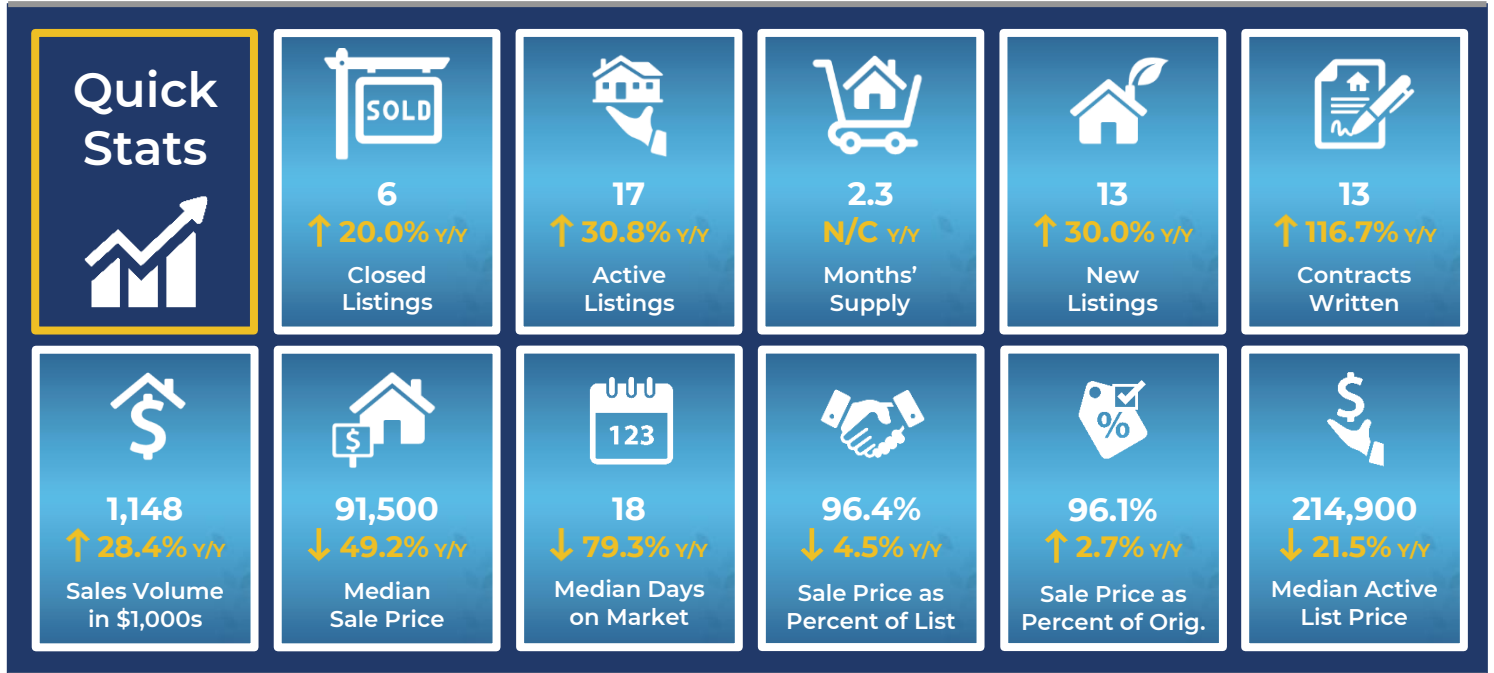 Quick
Stats
SOLD
6
↑ 20.0% Y/Y
Closed
Listings
17
↑ 30.8% Y/Y
Active
Listings
2.3
N/C Y/Y
Months’
Supply
13
↑ 30.0% Y/Y
New
Listings
13
↑ 116.7% Y/Y
Contracts
Written
$
1,148
↑ 28.4% Y/Y
Sales Volume
in $1,000s
$
91,500
↓ 49.2% Y/Y
Median
Sale Price
123
18
↓ 79.3% Y/Y
Median Days
on Market
96.4%
↓ 4.5% Y/Y
Sale Price as
Percent of List
%
96.1%
↑ 2.7% Y/Y
Sale Price as
Percent of Orig.
$
214,900
↓ 21.5% Y/Y
Median Active
List Price